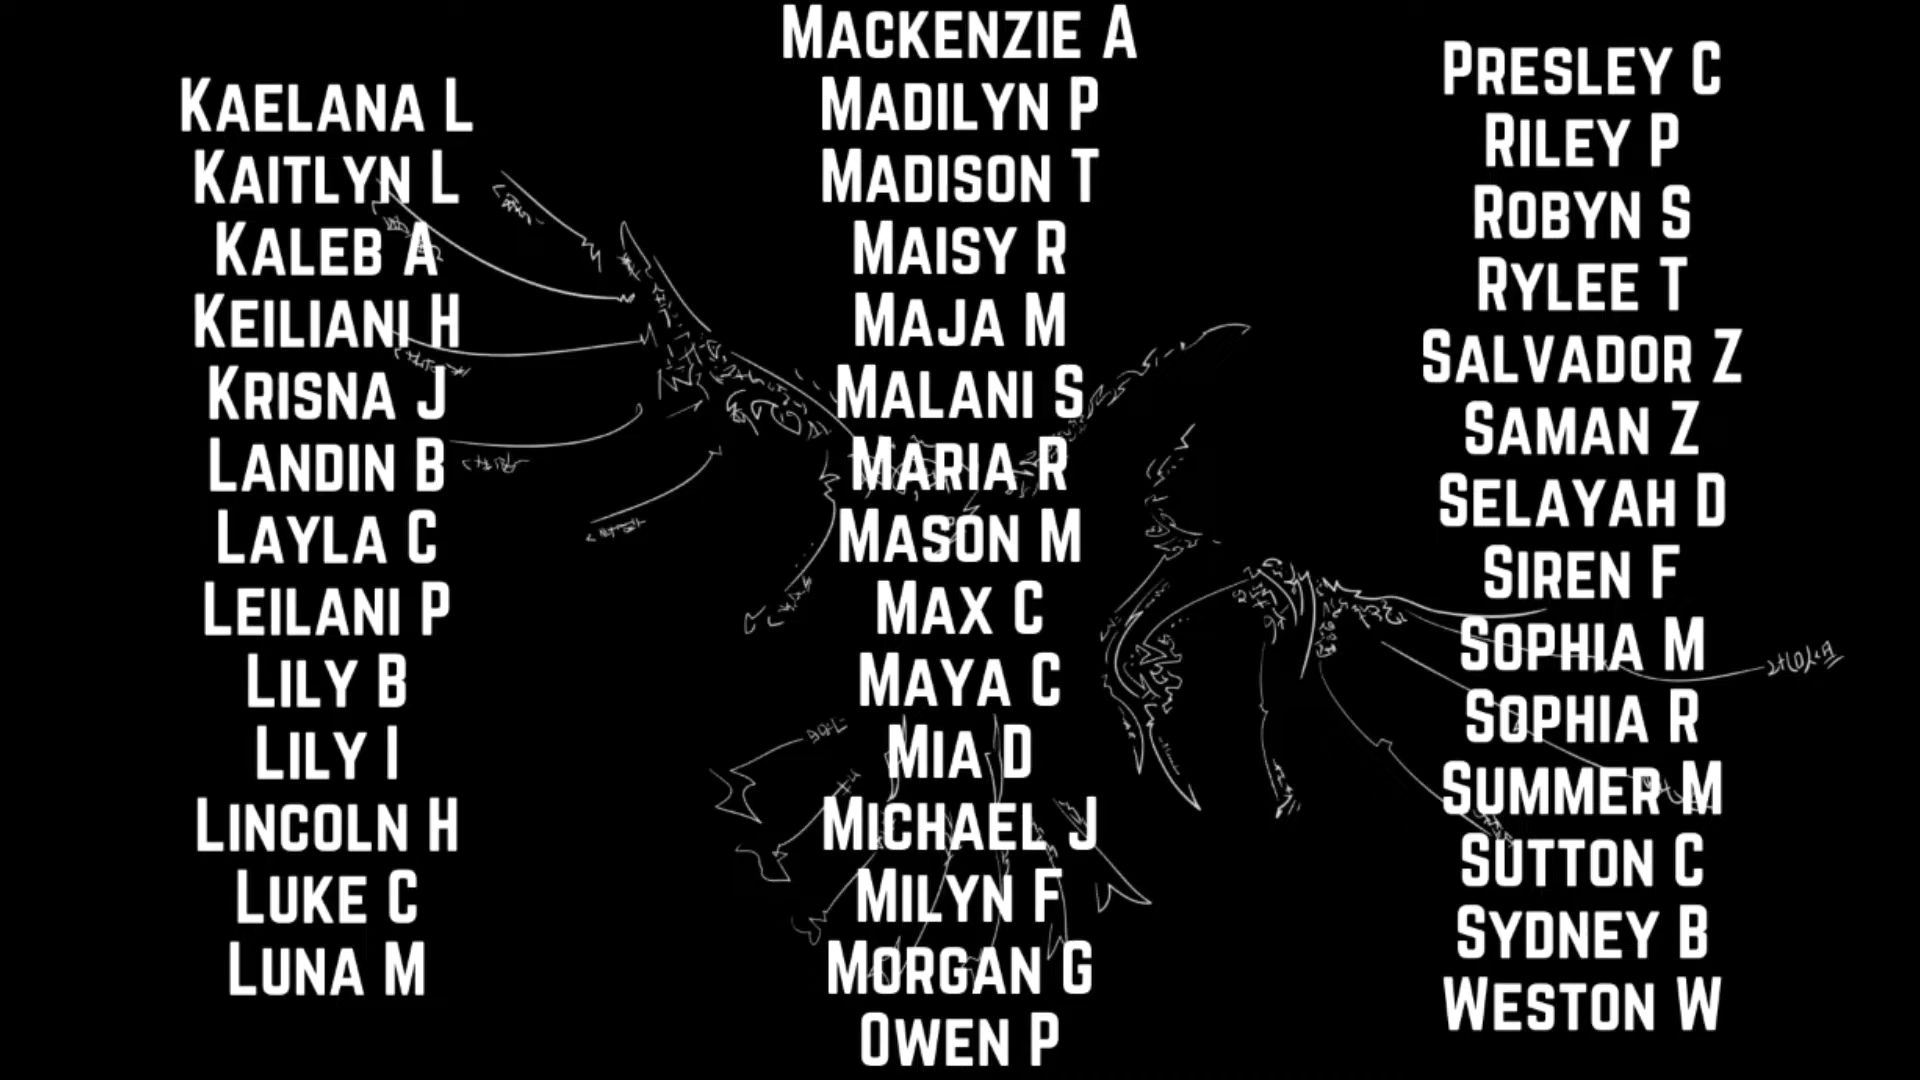 Kaelana L
Kaitlyn L
Kaleb A
Keiliani H
Krisna J
Landin B
Layla C
Leilani P
Lily B
Lily I
Lincoln H
Luke C
Luna M
Mackenzie A
Madilyn P
Madison T
Maisy R
Maja M
Malani S
Maria R
Mason M
Max C
Maya C
Mia D
Michael J
Milyn F
Morgan G
Owen P
Presley C
Riley P
Robyn S
Rylee T
Salvador Z
Saman Z
Selayah D
Siren F
Sophia M
Sophia R
Summer M
Sutton C
Sydney B
Weston W